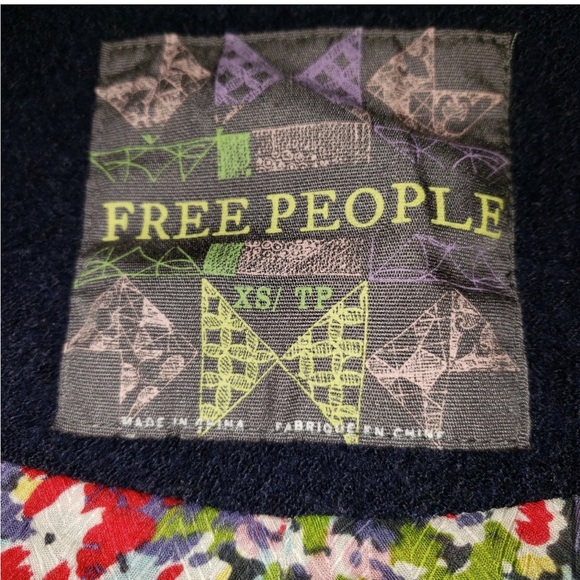 FREE PEOPLE
XS/ TP
MADE IN CHINA FABRIQUE EN CHINE